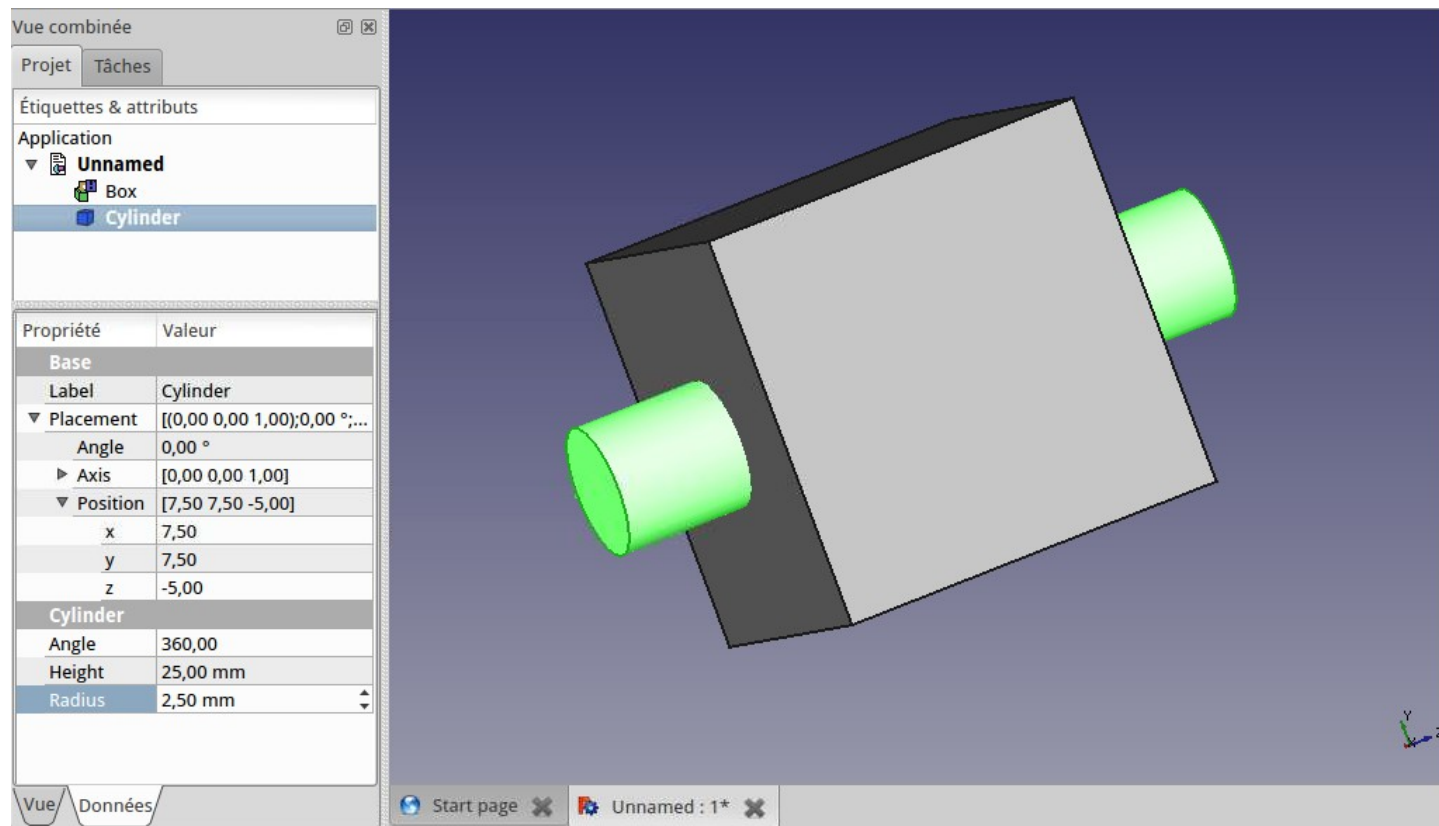 Vue combinée
Projet Tâches
Étiquettes & attributs
Application
Unnamed
Box
Cylinder
Propriété Valeur
Base
Label Cylinder
Placement [(0,00 0,00 1,00);0,00 °;...
Angle 0,00 °
Axis [0,00 0,00 1,00]
Position [7,50 7,50 -5,00]
x 7,50
y 7,50
z -5,00
Cylinder
Angle 360,00
Height 25,00 mm
Radius 2,50 mm
Y
X
Z
Vue Données
Start page Unnamed : 1*